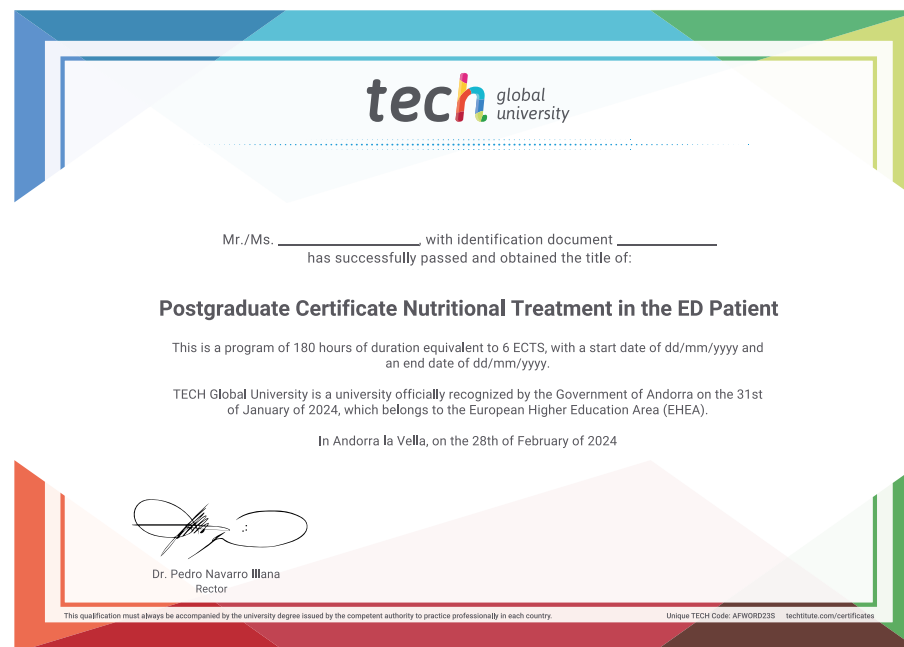 tech global university
Mr./Ms. ____________, with identification document ____________
has successfully passed and obtained the title of:
Postgraduate Certificate Nutritional Treatment in the ED Patient
This is a program of 180 hours of duration equivalent to 6 ECTS, with a start date of dd/mm/yyyy and
an end date of dd/mm/yyyy.
TECH Global University is a university officially recognized by the Government of Andorra on the 31st
of January of 2024, which belongs to the European Higher Education Area (EHEA).
In Andorra la Vella, on the 28th of February of 2024
Dr. Pedro Navarro Illana
Rector
This qualification must always be accompanied by the university degree issued by the competent authority to practice professionally in each country.
Unique TECH Code: AFWORD23S techtitute.com/certificates